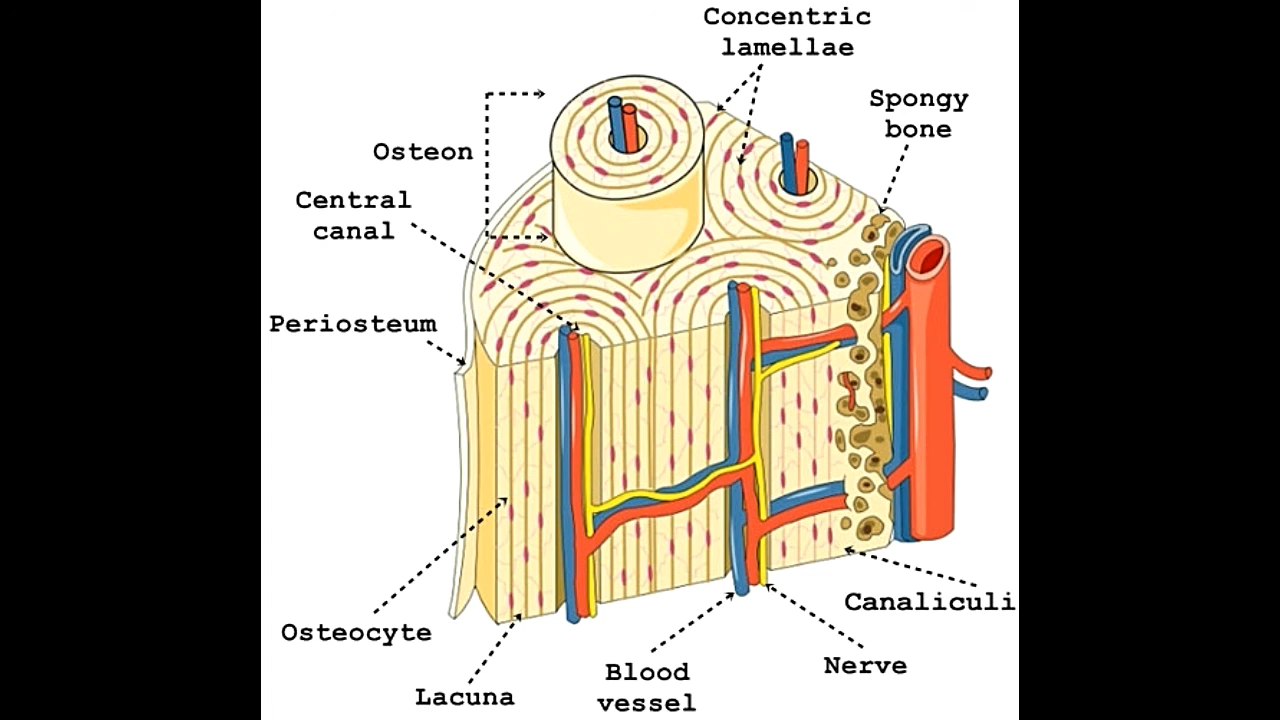 Concentric
lamellae
Spongy
bone
Osteon
Central
canal
Periosteum
Canaliculi
Osteocyte
Nerve
Blood
vessel
Lacuna